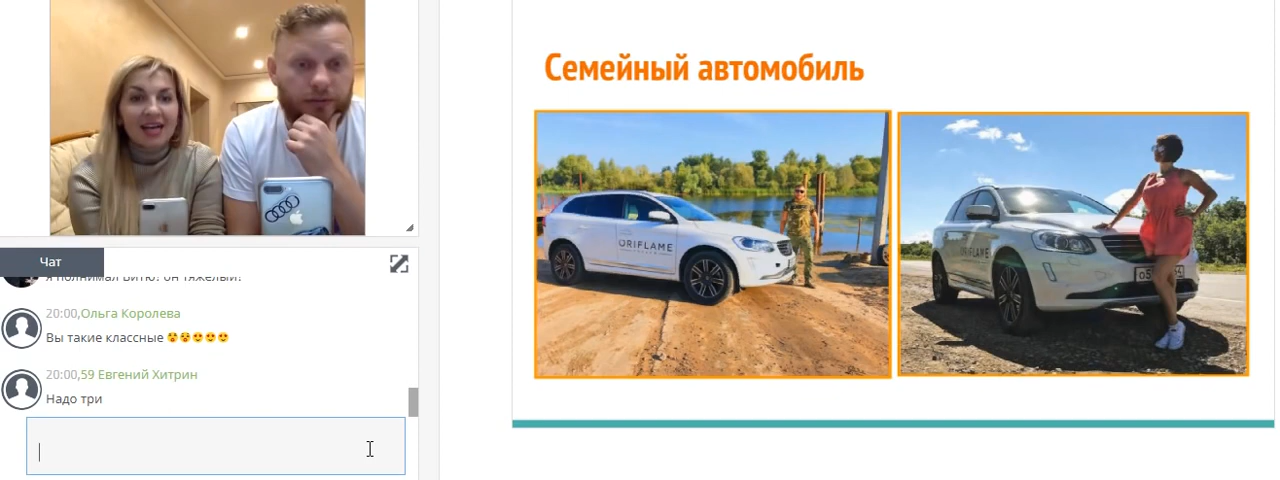 Семейный автомобиль
ORIFLAME
ORIFLAME
Чат
20:00,Ольга Королева
Вы такие классные 😲😲😍😍😍
20:00,59 Евгений Хитрин
Надо три